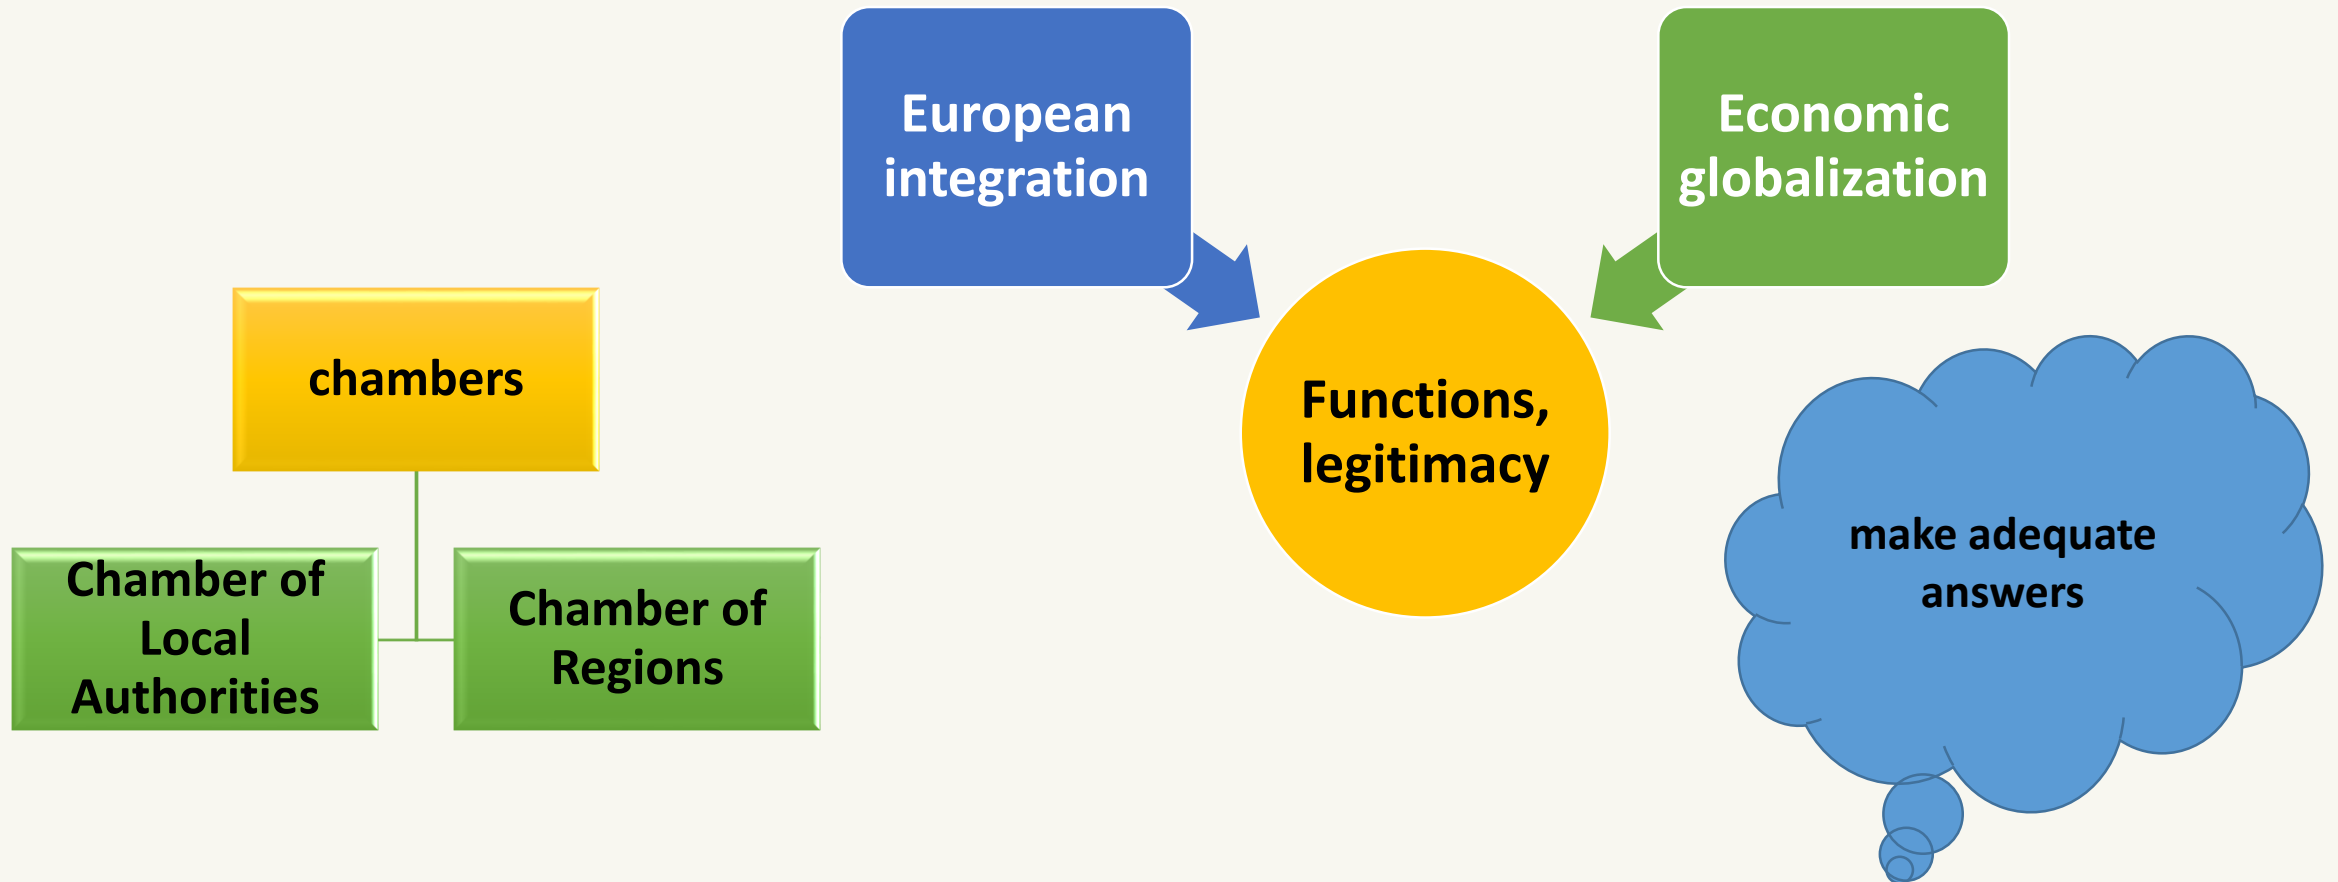 European
integration
Economic
globalization
chambers
Functions,
legitimacy
Chamber of
Local
Authorities
Chamber of
Regions
make adequate
answers